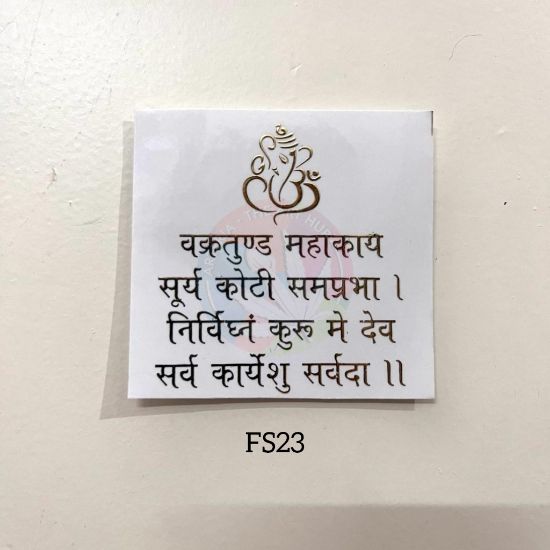 वक्रतुण्ड महाकाय
सूर्य कोटी समप्रभा ।
निर्विघ्नं कुरू मे देव
सर्व कार्येशु सर्वदा ॥
FS23